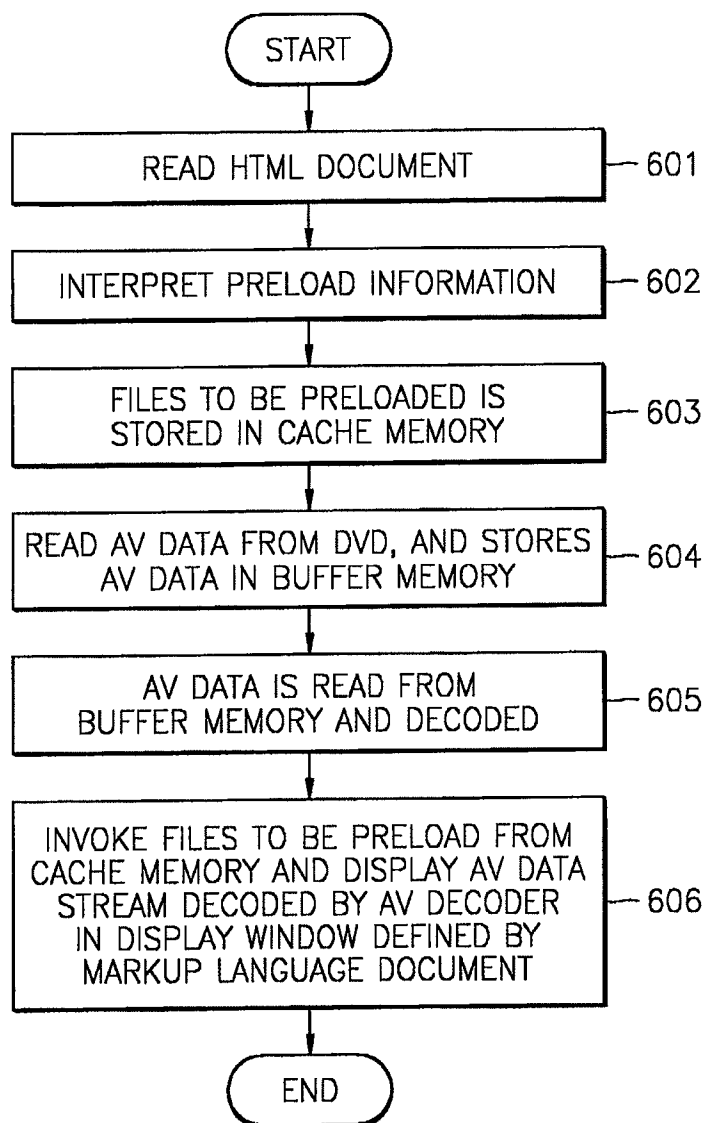 START
READ HTML DOCUMENT
601
INTERPRET PRELOAD INFORMATION
602
FILES TO BE PRELOADED IS
STORED IN CACHE MEMORY
603
READ AV DATA FROM DVD, AND STORES
AV DATA IN BUFFER MEMORY
604
AV DATA IS READ FROM
BUFFER MEMORY AND DECODED
605
INVOKE FILES TO BE PRELOAD FROM
CACHE MEMORY AND DISPLAY AV DATA
STREAM DECODED BY AV DECODER
IN DISPLAY WINDOW DEFINED BY
MARKUP LANGUAGE DOCUMENT
606
END